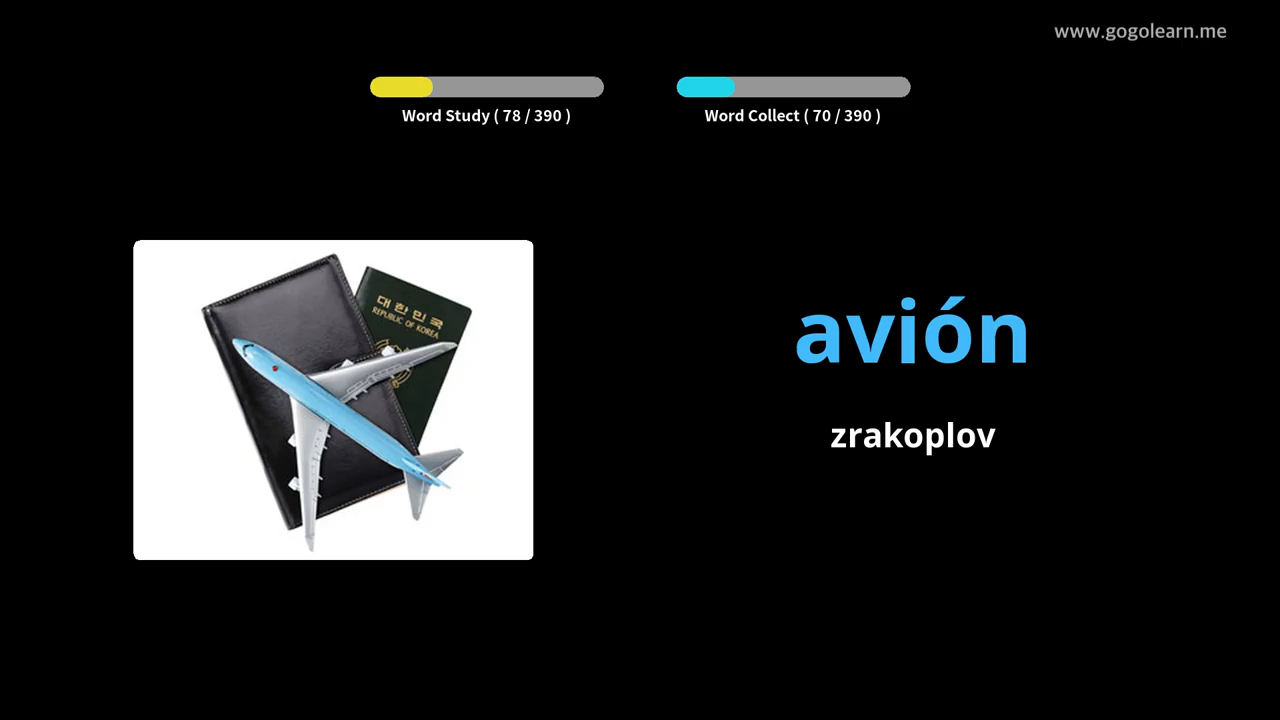 www.gogolearn.me
Word Study ( 78 / 390 )
Word Collect ( 70 / 390 )
대한민국
REPUBLIC OF KOREA
avión
zrakoplov